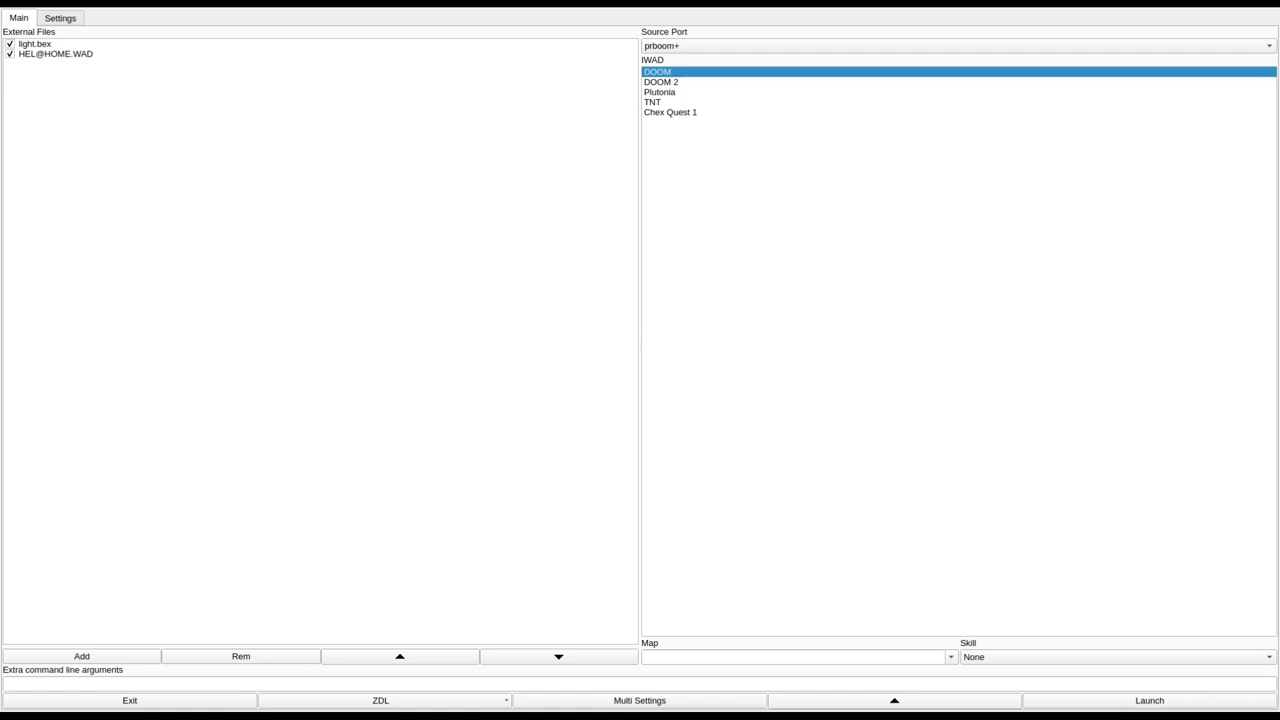 Main
Settings
External Files
light.bex
HEL@HOME.WAD
Source Port
prboom+
IWAD
DOOM
DOOM 2
Plutonia
TNT
Chex Quest 1
Map
Skill
None
Add
Rem
Extra command line arguments
Exit
ZDL
Multi Settings
Launch